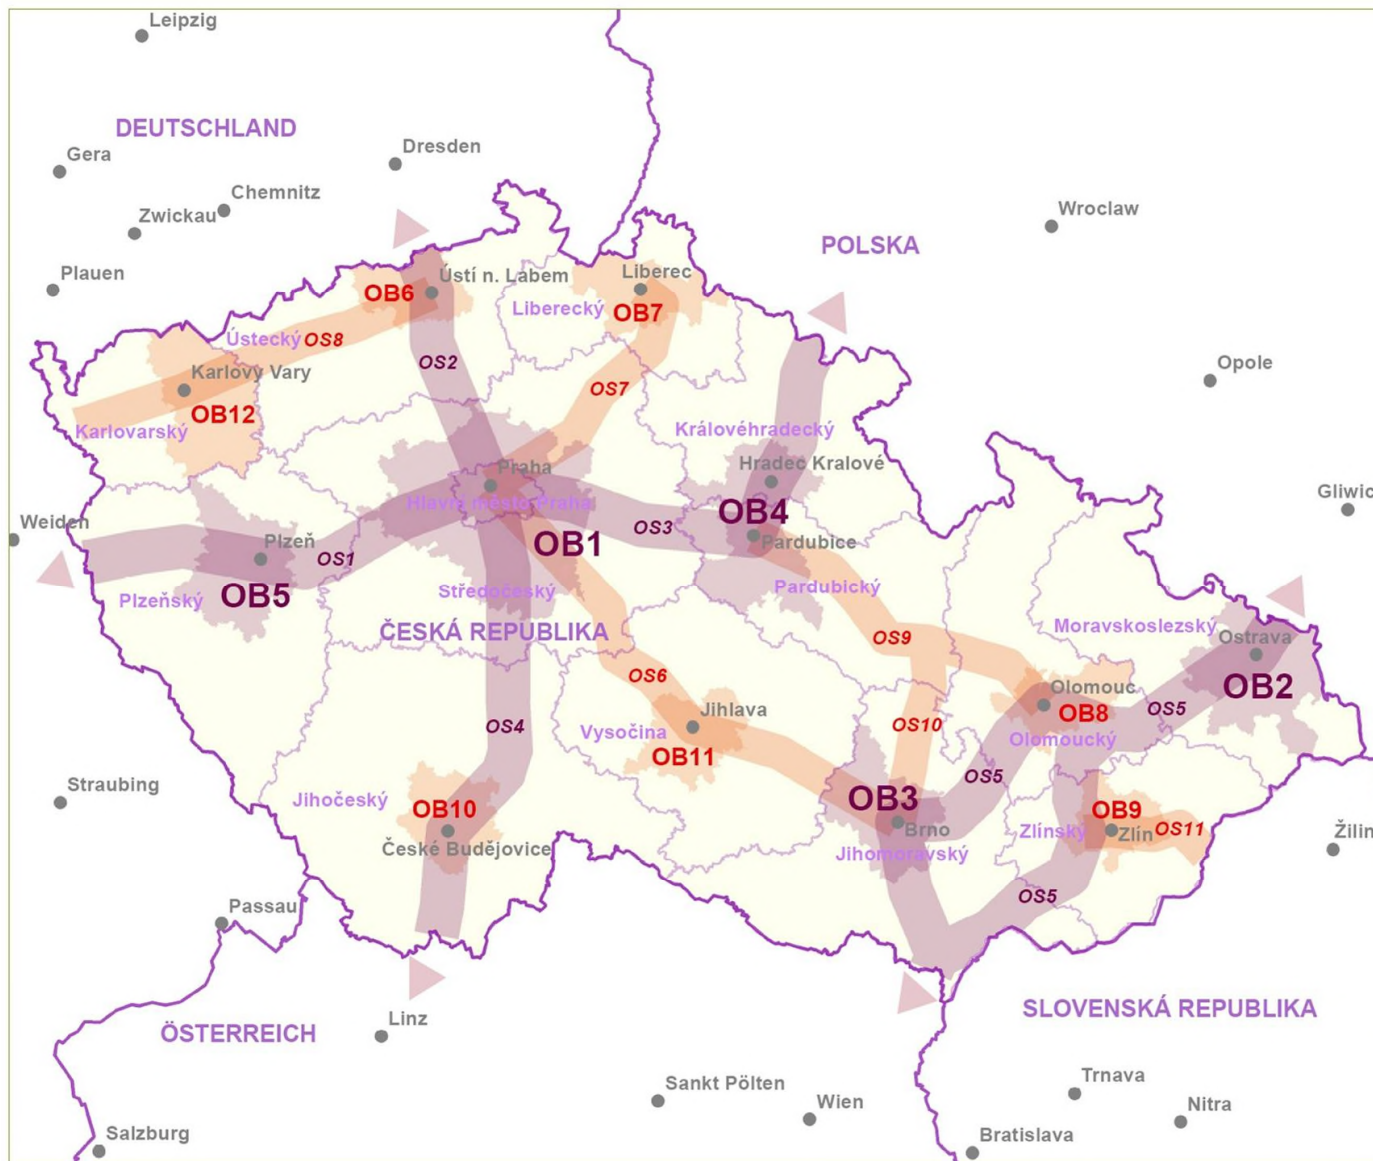 Leipzig
DEUTSCHLAND
Dresden
Gera
Chemnitz
Zwickau
Wroclaw
POLSKA
Plauen
Ústí n. Labem
Liberec
OB6
Liberecký
OB7
Ústecký
OS8
OS2
Opole
Karlovy Vary
OS7
OB12
Karlovarský
Královéhradecký
Praha
Hradec Kralové
Gliwic
Hlavní město Praha
OB4
Weiden
OS3
Plzeň
OS1
OB1
Pardubice
Plzeňský
OB5
Středočeský
Pardubický
ČESKÁ REPUBLIKA
Moravskoslezský
OS9
Ostrava
OS6
Olomouc
OB2
Jihlava
OB8
OS5
OS4
OS10
Vysočina
Olomoucký
OB11
OS5
Straubing
Jihočeský
OB3
OB10
OB9
Brno
Zlínský
Zlín
OS11
České Budějovice
Jihomoravský
Žilin
OS5
Passau
SLOVENSKÁ REPUBLIKA
Linz
ÖSTERREICH
Trnava
Sankt Pölten
Wien
Nitra
Salzburg
Bratislava